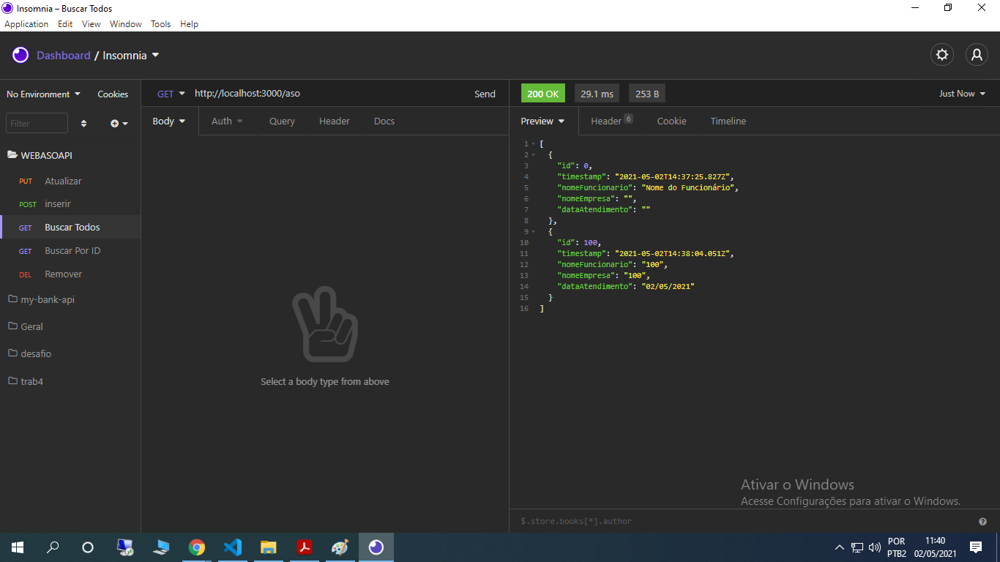 Insomnia – Buscar Todos
Application Edit View Window Tools Help
Dashboard / Insomnia
No Environment Cookies
GET http://localhost:3000/aso Send
200 OK 29.1 ms 253 B Just Now
Filter
Body Auth Query Header Docs
Preview Header 6 Cookie Timeline
WEBASOAPI
PUT Atualizar
POST inserir
GET Buscar Todos
GET Buscar Por ID
DEL Remover
my-bank-api
Geral
desafio
trab4
Select a body type from above
1 [
2 {
3 "id": 0,
4 "timestamp": "2021-05-02T14:37:25.827Z",
5 "nomeFuncionario": "Nome do Funcionário",
6 "nomeEmpresa": "",
7 "dataAtendimento": ""
8 },
9 {
10 "id": 100,
11 "timestamp": "2021-05-02T14:38:04.051Z",
12 "nomeFuncionario": "100",
13 "nomeEmpresa": "100",
14 "dataAtendimento": "02/05/2021"
15 }
16 ]
Ativar o Windows
Acesse Configurações para ativar o Windows.
$.store.books[*].author
POR 11:40
PTB2 02/05/2021